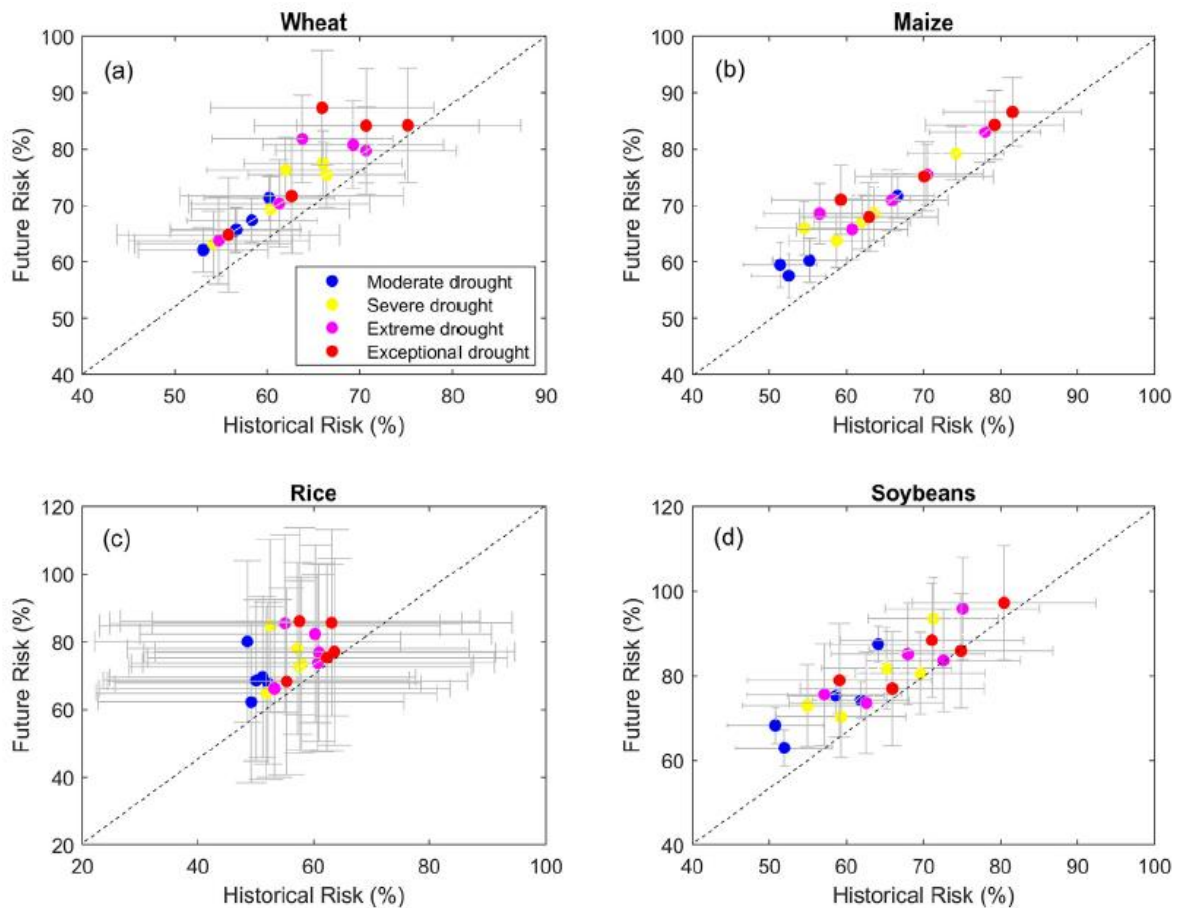 Wheat
(a)
100
90
80
70
60
50
40
Future Risk (%)
40
50
60
70
80
90
Historical Risk (%)
Moderate drought
Severe drought
Extreme drought
Exceptional drought
Maize
(b)
100
90
80
70
60
50
40
Future Risk (%)
40
50
60
70
80
90
100
Historical Risk (%)
Rice
(c)
120
100
80
60
40
20
Future Risk (%)
20
40
60
80
100
Historical Risk (%)
Soybeans
(d)
120
100
80
60
40
Future Risk (%)
40
50
60
70
80
90
100
Historical Risk (%)